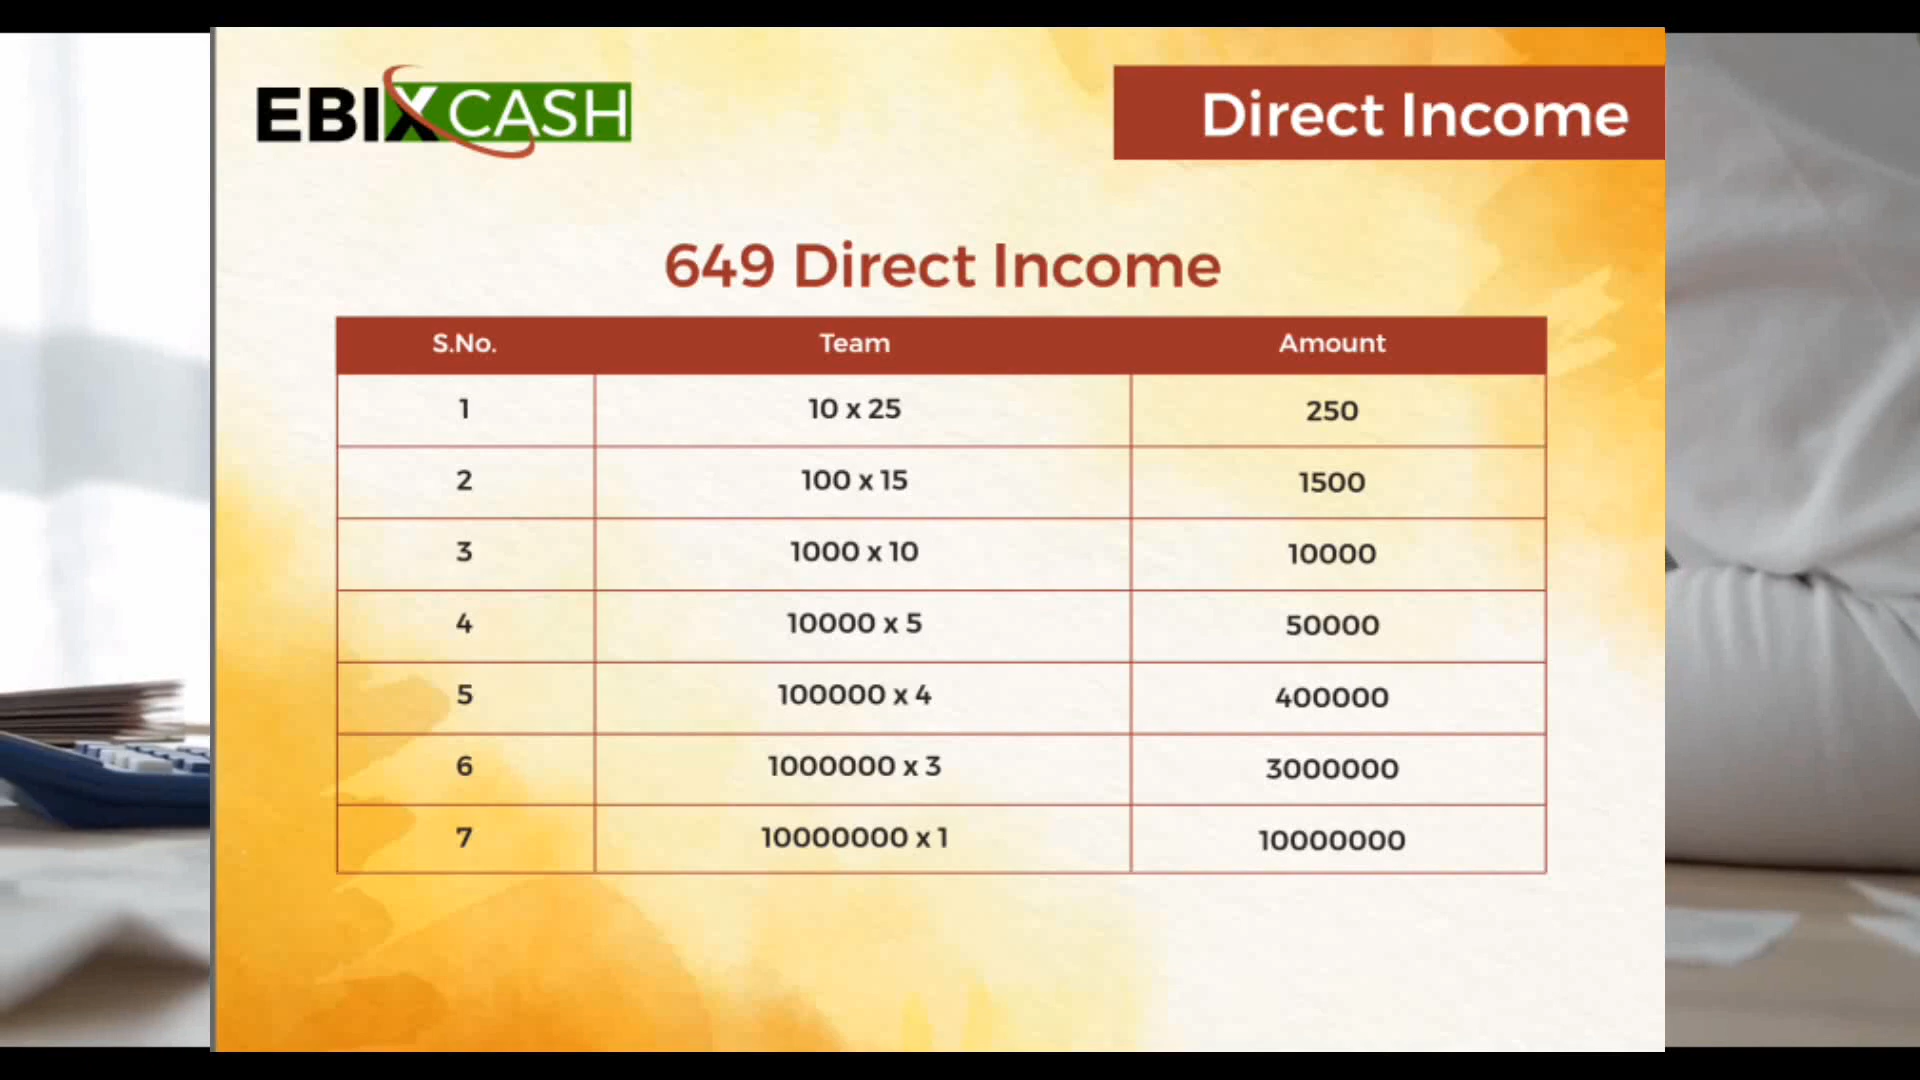 EBIXCASH
Direct Income
649 Direct Income
S.No. Team Amount
1 10 x 25 250
2 100 x 15 1500
3 1000 x 10 10000
4 10000 x 5 50000
5 100000 x 4 400000
6 1000000 x 3 3000000
7 10000000 x 1 10000000